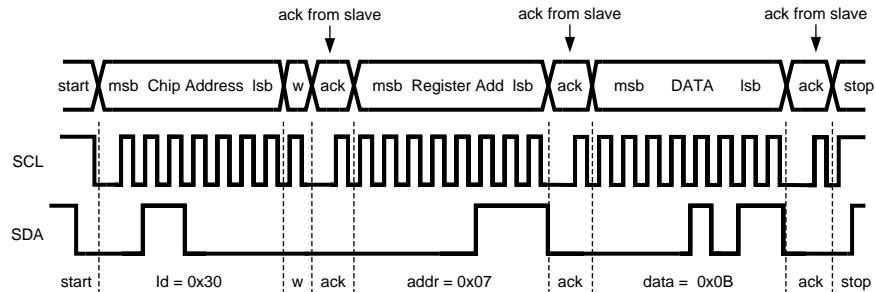 ack from slave ack from slave ack from slave
start msb Chip Address lsb w ack msb Register Add lsb ack msb DATA lsb ack stop
SCL
SDA
start Id = 0x30 w ack addr = 0x07 ack data = 0x0B ack stop